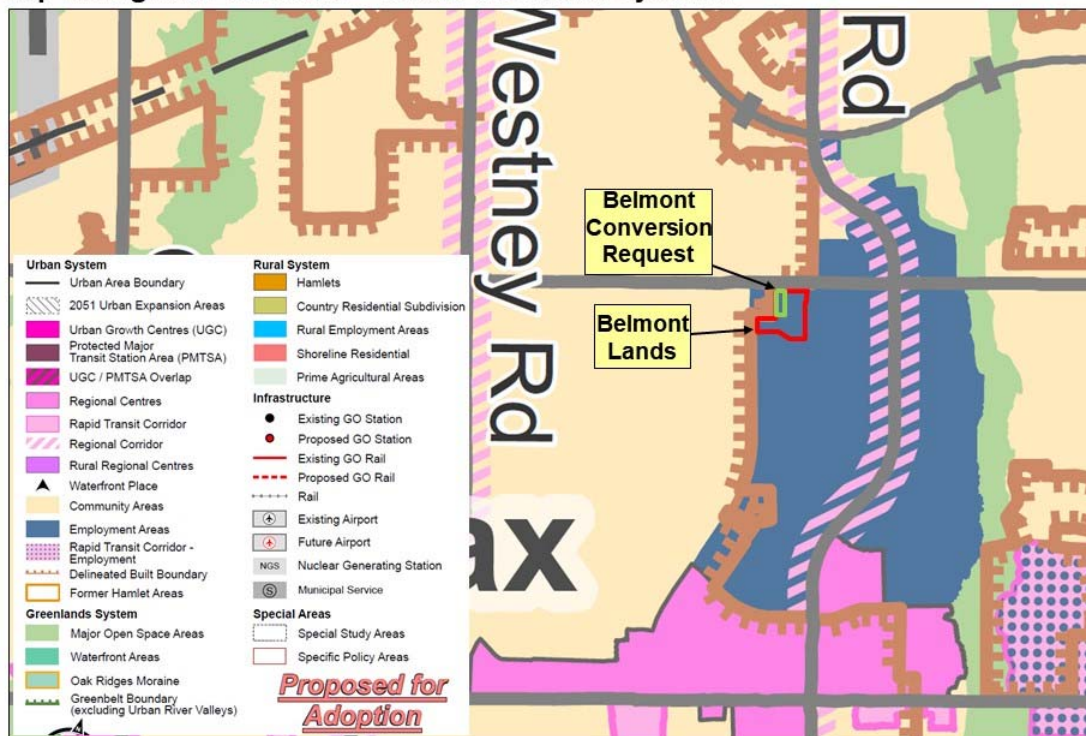 Westney Rd
Rd
ax
Belmont
Conversion
Request
Belmont
Lands
Urban System
Urban Area Boundary
2051 Urban Expansion Areas
Urban Growth Centres (UGC)
Protected Major
Transit Station Area (PMTSA)
UGC / PMTSA Overlap
Regional Centres
Rapid Transit Corridor
Regional Corridor
Rural Regional Centres
Waterfront Place
Community Areas
Employment Areas
Rapid Transit Corridor -
Employment
Delineated Built Boundary
Former Hamlet Areas
Greenlands System
Major Open Space Areas
Waterfront Areas
Oak Ridges Moraine
Greenbelt Boundary
(excluding Urban River Valleys)
Rural System
Hamlets
Country Residential Subdivision
Rural Employment Areas
Shoreline Residential
Prime Agricultural Areas
Infrastructure
Existing GO Station
Proposed GO Station
Existing GO Rail
Proposed GO Rail
Rail
Existing Airport
Future Airport
NGS Nuclear Generating Station
S Municipal Service
Special Areas
Special Study Areas
Specific Policy Areas
Proposed for
Adoption